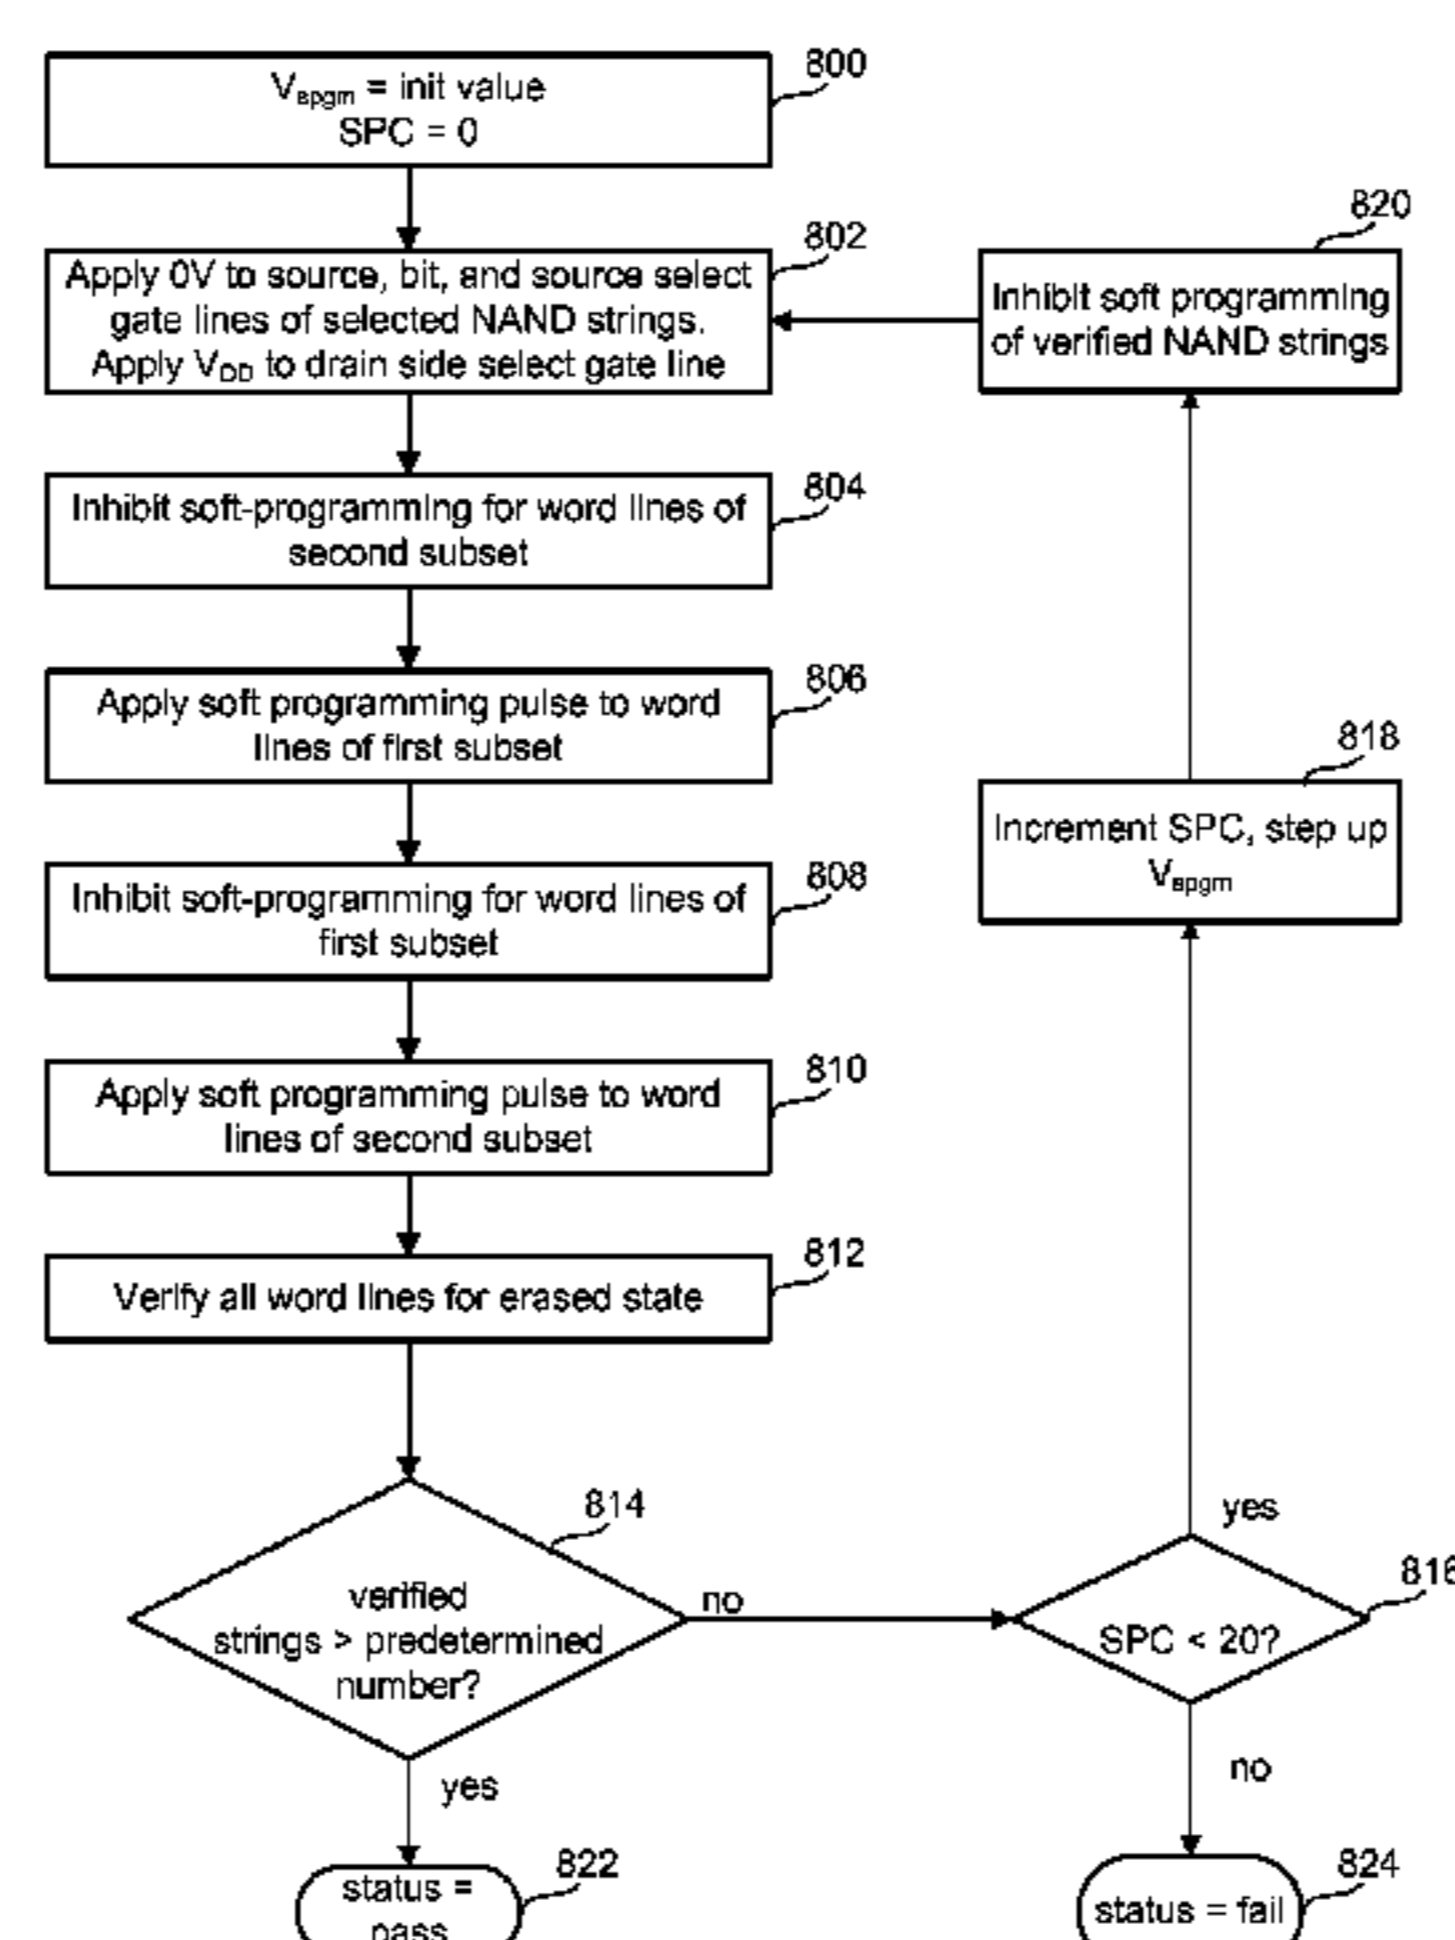 V_spgm = init value
SPC = 0
800
Apply 0V to source, bit, and source select
gate lines of selected NAND strings.
Apply V_DD to drain side select gate line
802
Inhibit soft programming
of verified NAND strings
820
Inhibit soft-programming for word lines of
second subset
804
Apply soft programming pulse to word
lines of first subset
806
Increment SPC, step up
V_spgm
818
Inhibit soft-programming for word lines of
first subset
808
Apply soft programming pulse to word
lines of second subset
810
Verify all word lines for erased state
812
verified
strings > predetermined
number?
814
no
yes
SPC < 20?
816
yes
no
status =
pass
822
status = fail
824